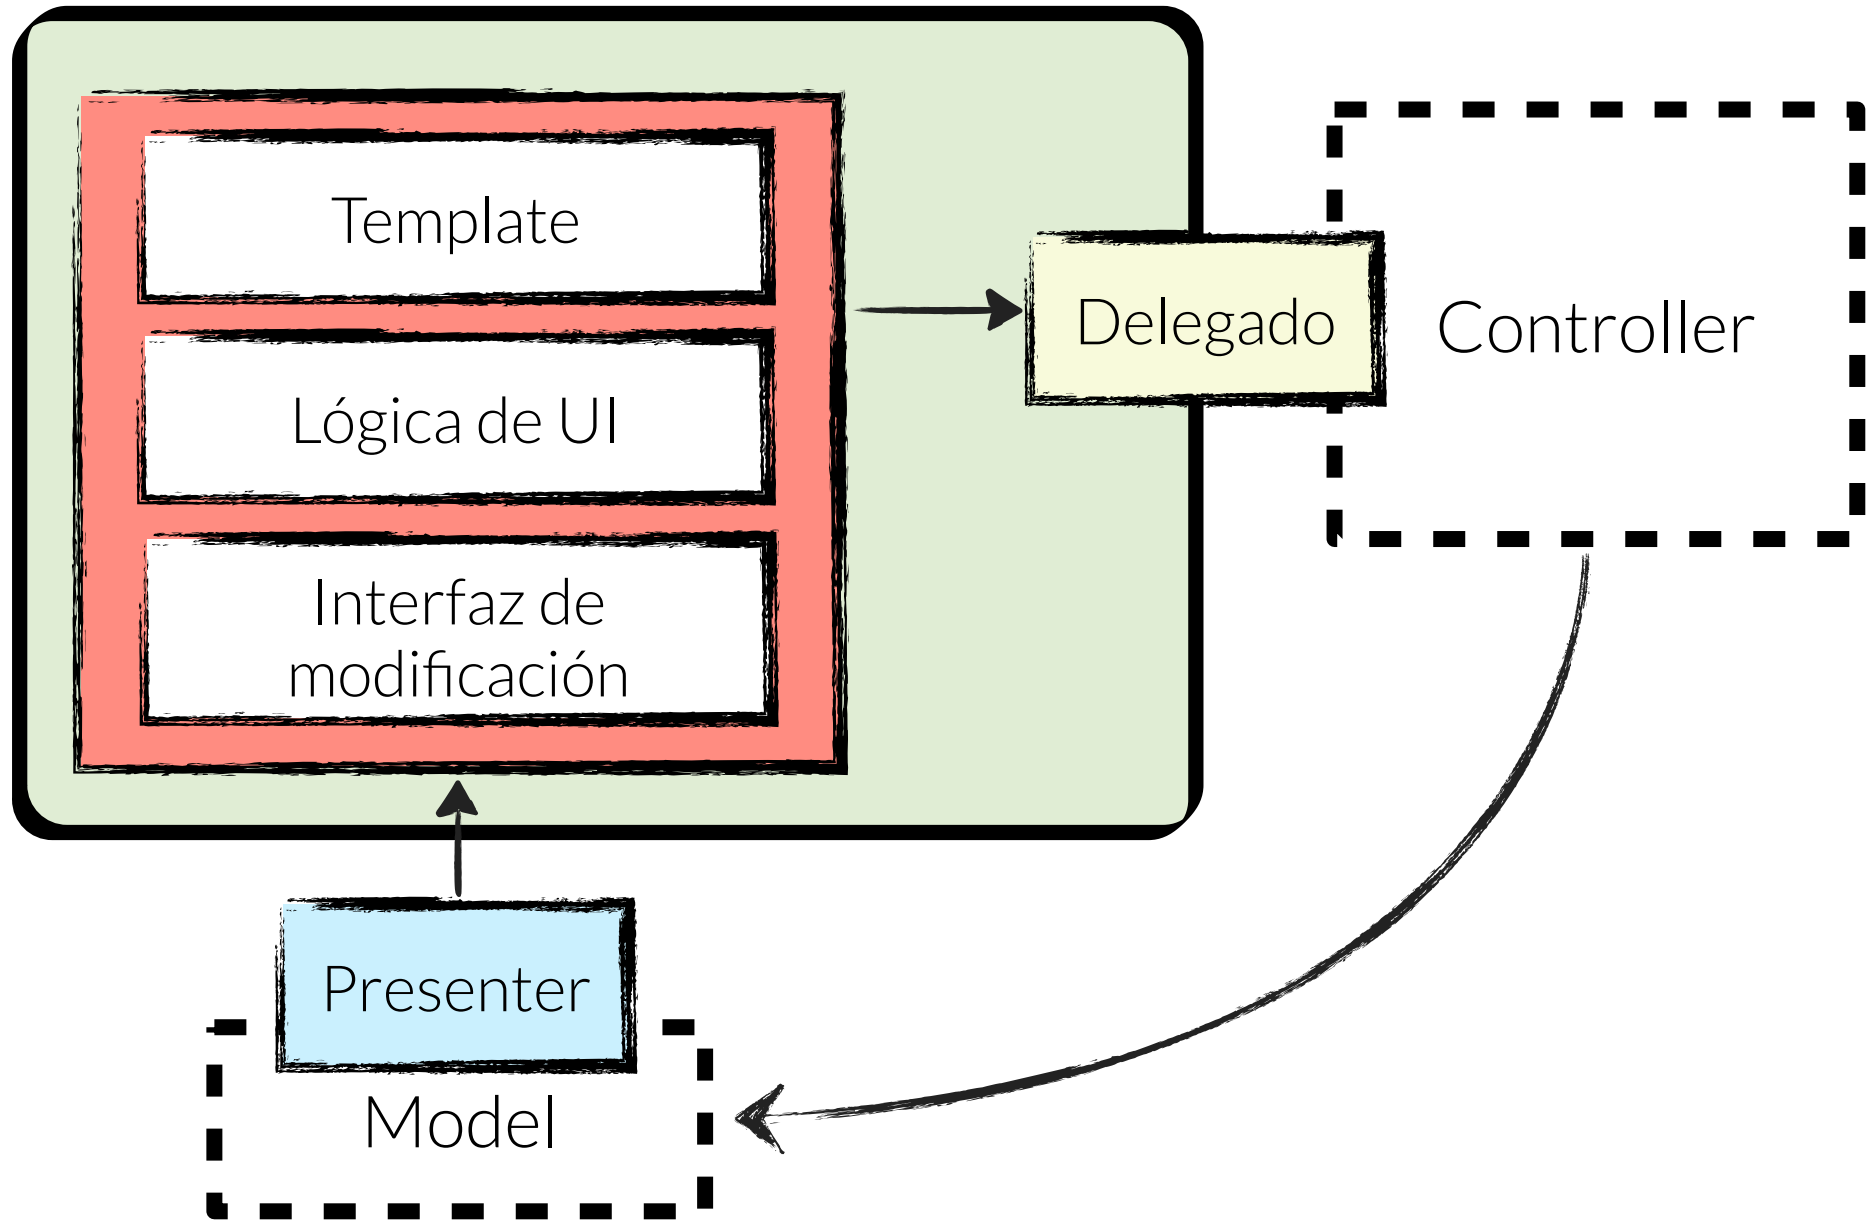 Template
Lógica de UI
Interfaz de
modificación
Delegado
Controller
Presenter
Model